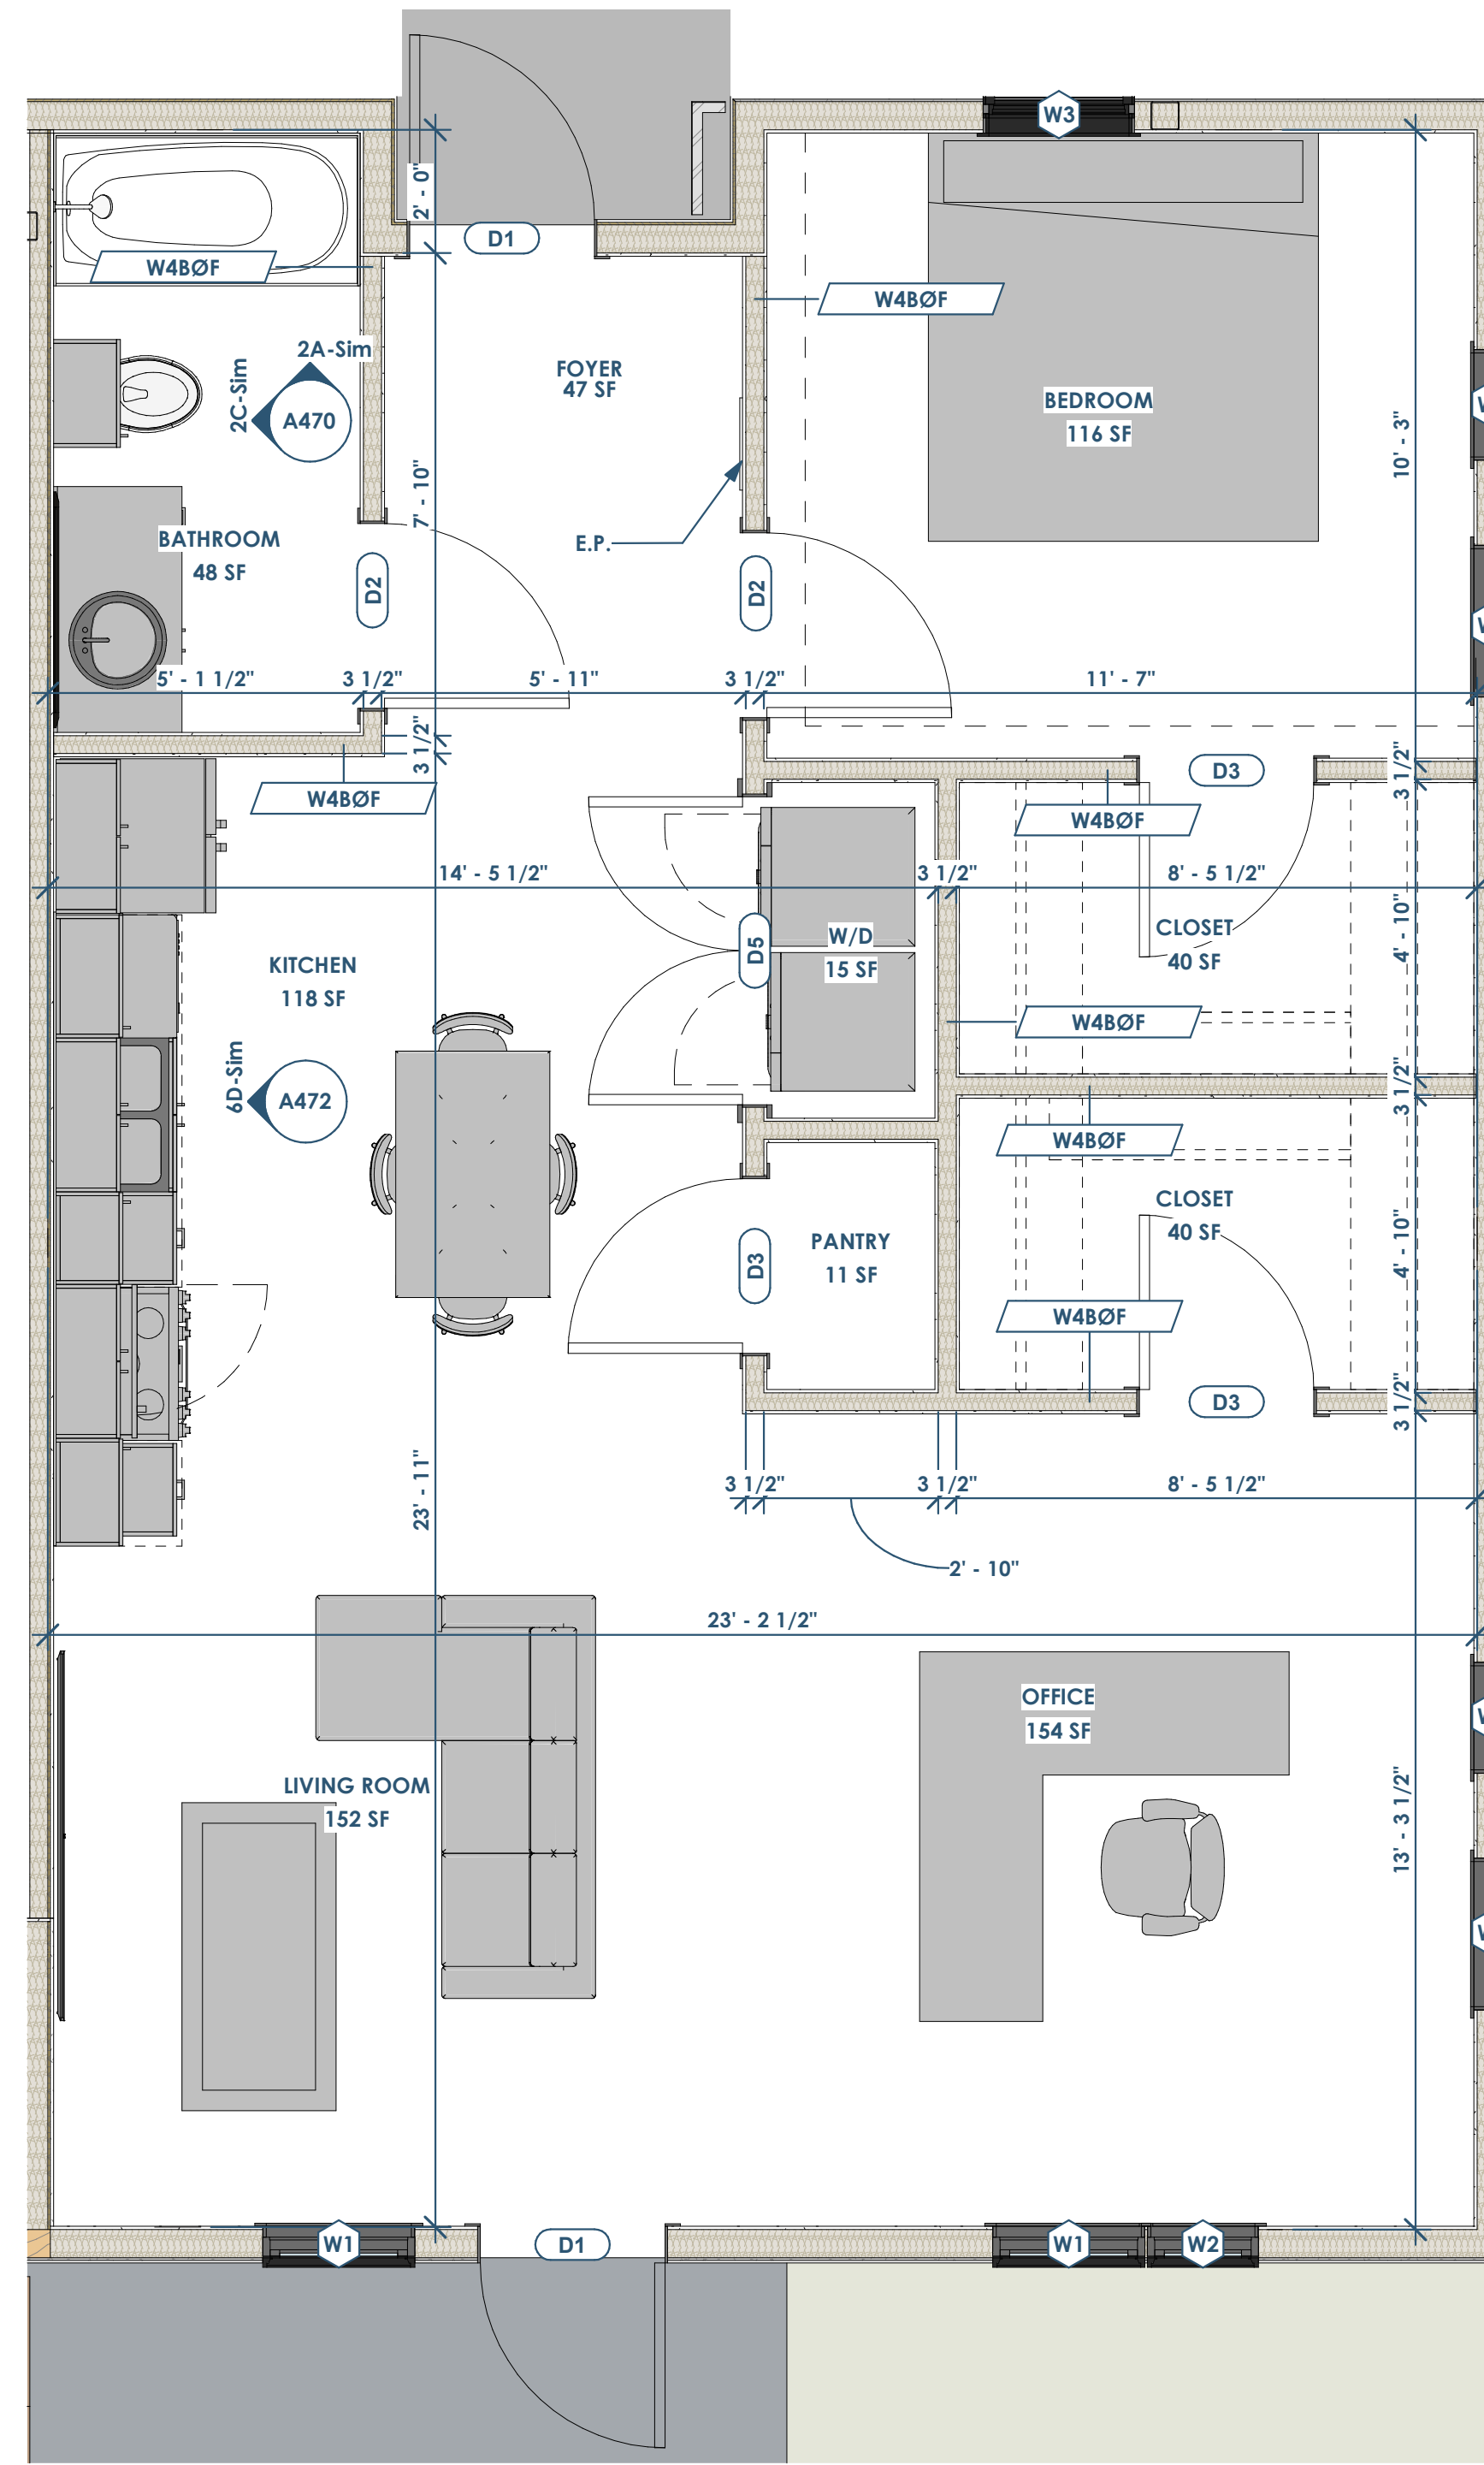 W3
2' - 0"
D1
W4BØF
W4BØF
2A-Sim
2C-Sim
A470
FOYER
47 SF
BEDROOM
116 SF
10' - 3"
7' - 10"
E.P.
BATHROOM
48 SF
D2
D2
5' - 1 1/2"
3 1/2"
5' - 11"
3 1/2"
11' - 7"
3 1/2"
W4BØF
D3
3 1/2"
W4BØF
14' - 5 1/2"
3 1/2"
8' - 5 1/2"
KITCHEN
118 SF
D5
W/D
15 SF
CLOSET
40 SF
4' - 10"
W4BØF
6D-Sim
A472
3 1/2"
W4BØF
CLOSET
40 SF
4' - 10"
PANTRY
11 SF
D3
W4BØF
D3
3 1/2"
23' - 11"
3 1/2"
3 1/2"
8' - 5 1/2"
2' - 10"
23' - 2 1/2"
OFFICE
154 SF
LIVING ROOM
152 SF
13' - 3 1/2"
W1
D1
W1
W2